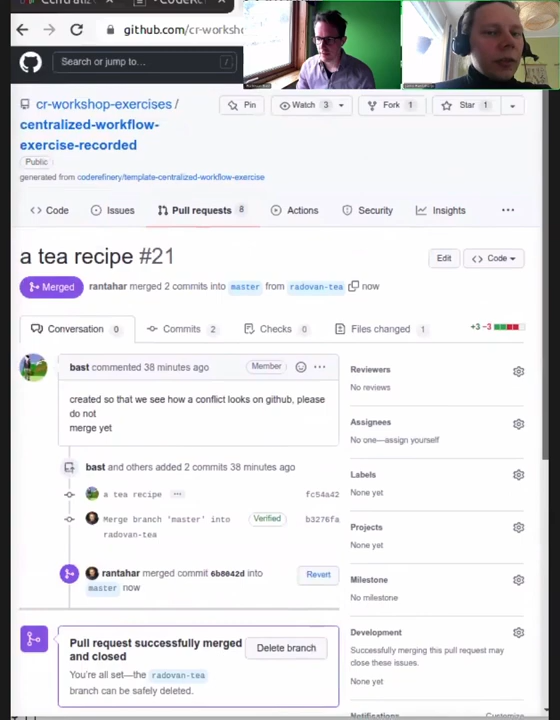 github.com/cr-worksh
Search or jump to...
/
cr-workshop-exercises /
centralized-workflow-
exercise-recorded
Public
Pin
Watch 3
Fork 1
Star 1
generated from coderefinery/template-centralized-workflow-exercise
Code
Issues
Pull requests 8
Actions
Security
Insights
a tea recipe #21
Edit
Code
Merged
rantahar merged 2 commits into master from radovan-tea now
Conversation 0
Commits 2
Checks 0
Files changed 1
+3 −3
bast commented 38 minutes ago
Member
created so that we see how a conflict looks on github, please
do not
merge yet
bast and others added 2 commits 38 minutes ago
a tea recipe fc54a42
Merge branch 'master' into Verified b3276fa
radovan-tea
rantahar merged commit 6b8042d into
master now
Revert
Pull request successfully merged
and closed
Delete branch
You're all set—the radovan-tea
branch can be safely deleted.
Reviewers
No reviews
Assignees
No one—assign yourself
Labels
None yet
Projects
None yet
Milestone
No milestone
Development
Successfully merging this pull request may
close these issues.
None yet
Notifications
Customize